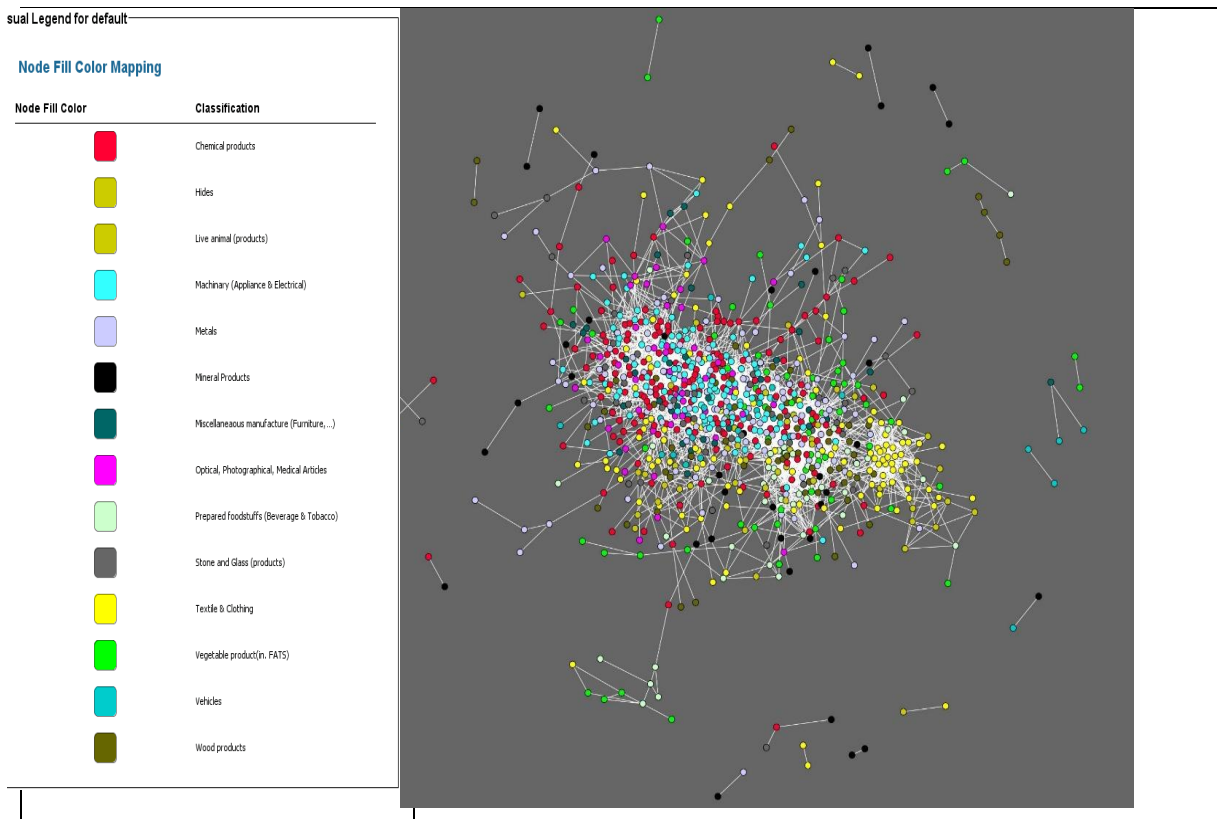 sual Legend for default
Node Fill Color Mapping
Node Fill Color Classification
Chemical products
Hides
Live animal (products)
Machinary (Appliance & Electrical)
Metals
Mineral Products
Miscellaneaous manufacture (Furniture,...)
Optical, Photographical, Medical Articles
Prepared foodstuffs (Beverage & Tobacco)
Stone and Glass (products)
Textile & Clothing
Vegetable product(in. FATS)
Vehicles
Wood products